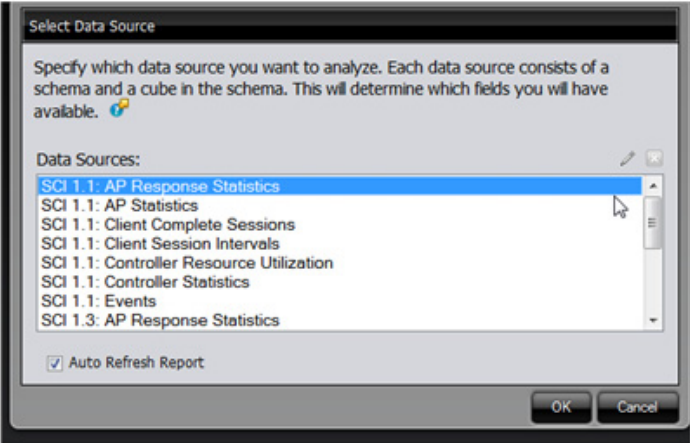 Select Data Source
Specify which data source you want to analyze. Each data source consists of a
schema and a cube in the schema. This will determine which fields you will have
available.
Data Sources:
SCI 1.1: AP Response Statistics
SCI 1.1: AP Statistics
SCI 1.1: Client Complete Sessions
SCI 1.1: Client Session Intervals
SCI 1.1: Controller Resource Utilization
SCI 1.1: Controller Statistics
SCI 1.1: Events
SCI 1.3: AP Response Statistics
Auto Refresh Report
OK Cancel